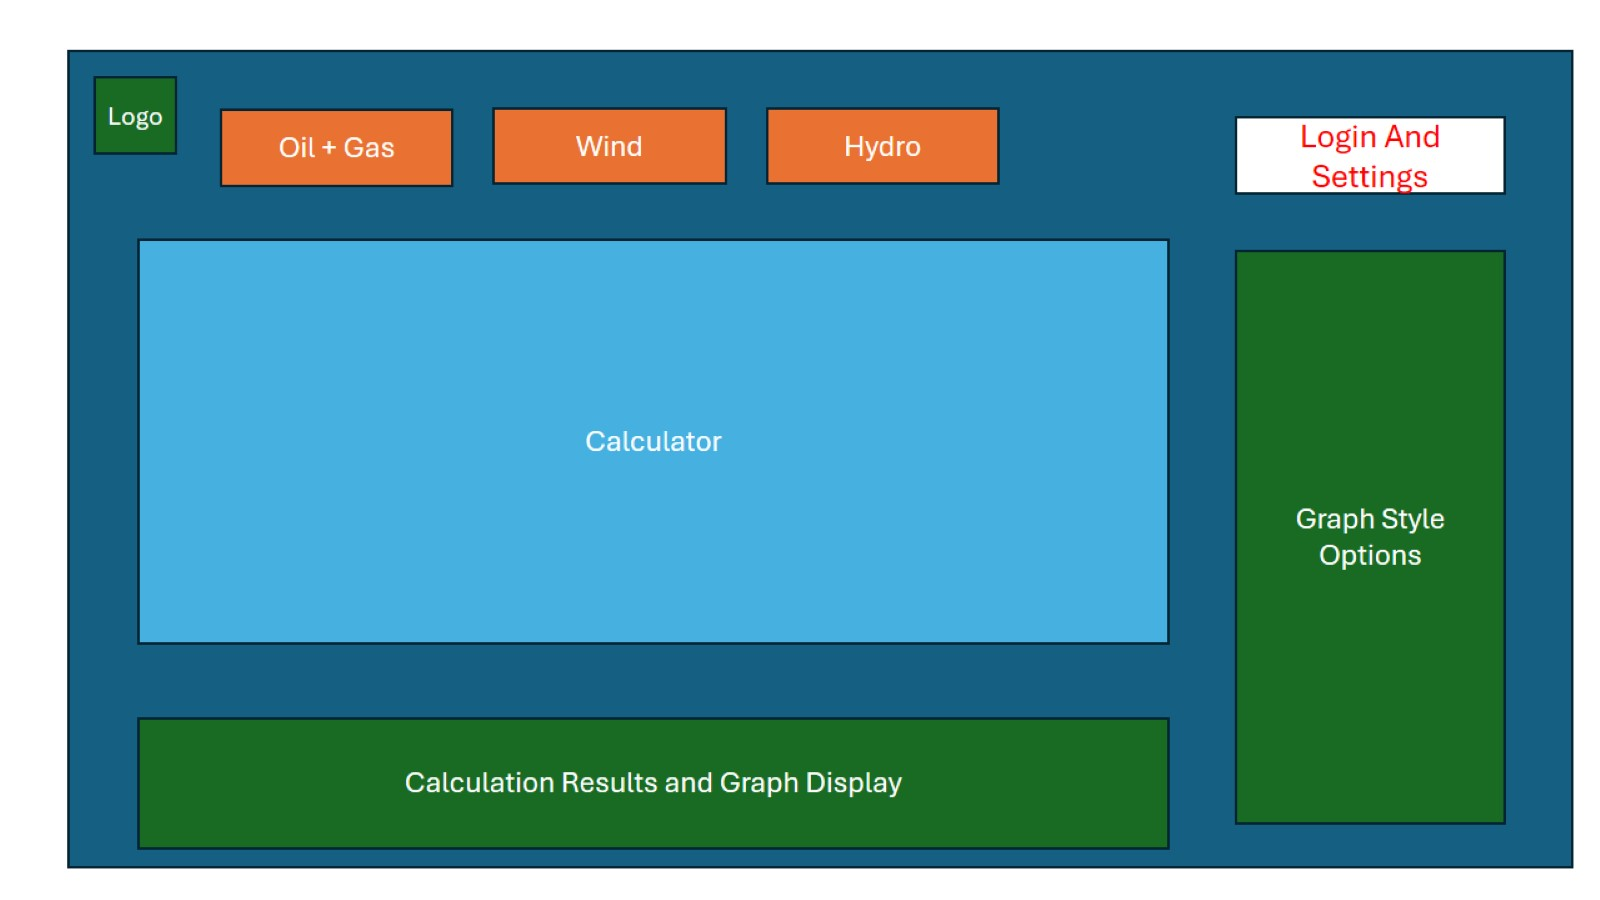 Logo
Oil + Gas
Wind
Hydro
Login And
Settings
Calculator
Graph Style
Options
Calculation Results and Graph Display